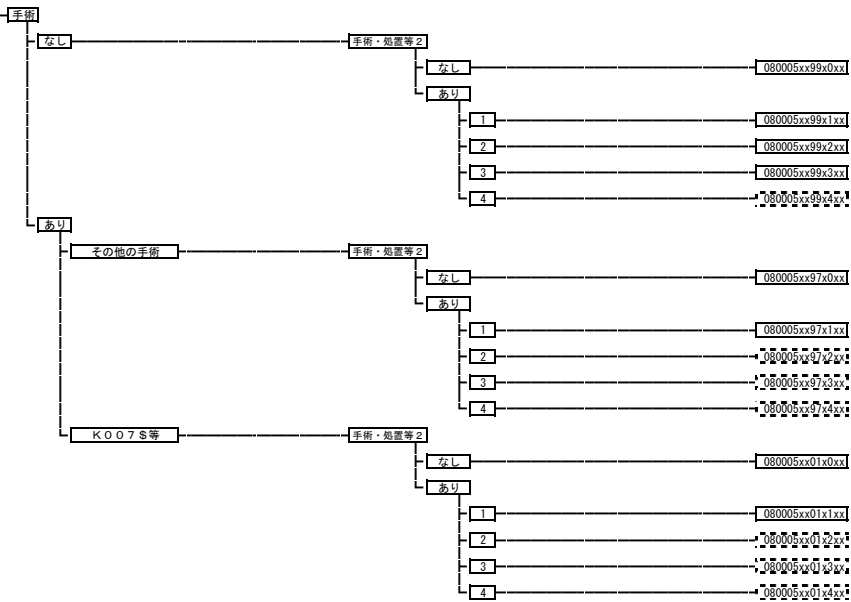 手術
なし 手術・処置等2
なし 080005xx99x0xx
あり
1 080005xx99x1xx
2 080005xx99x2xx
3 080005xx99x3xx
4 080005xx99x4xx
あり
その他の手術 手術・処置等2
なし 080005xx97x0xx
あり
1 080005xx97x1xx
2 080005xx97x2xx
3 080005xx97x3xx
4 080005xx97x4xx
K007$等 手術・処置等2
なし 080005xx01x0xx
あり
1 080005xx01x1xx
2 080005xx01x2xx
3 080005xx01x3xx
4 080005xx01x4xx